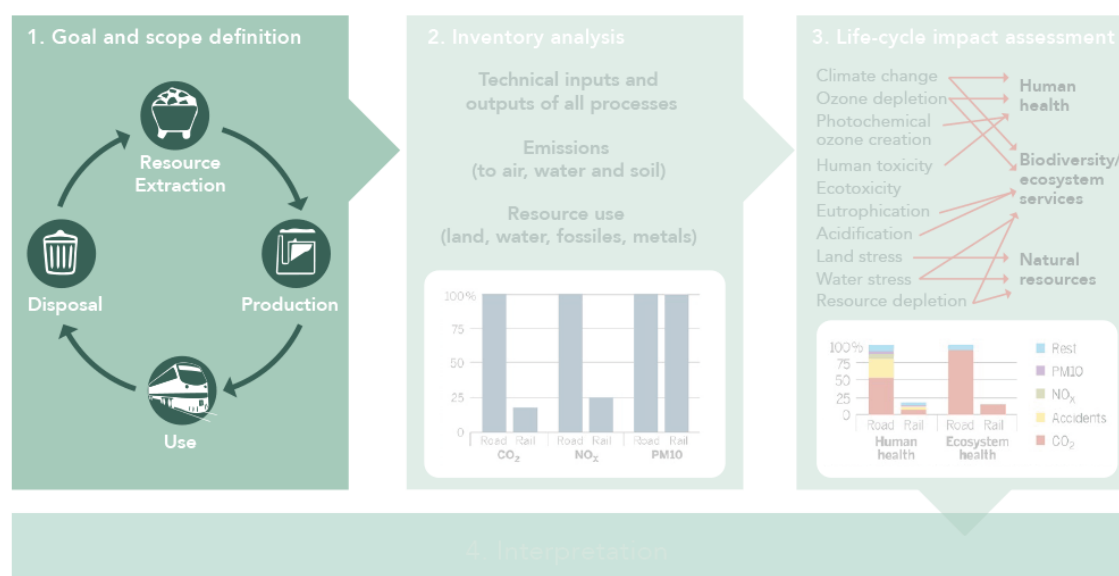 1. Goal and scope definition
Resource
Extraction
Disposal
Production
Use
2. Inventory analysis
Technical inputs and
outputs of all processes
Emissions
(to air, water and soil)
Resource use
(land, water, fossiles, metals)
100%
75
50
25
0
Road Rail
CO₂
Road Rail
NOₓ
Road Rail
PM10
3. Life-cycle impact assessment
Climate change
Ozone depletion
Photochemical
ozone creation
Human toxicity
Ecotoxicity
Eutrophication
Acidification
Land stress
Water stress
Resource depletion
Human
health
Biodiversity/
ecosystem
services
Natural
resources
100%
75
50
25
0
Road Rail
Human
health
Road Rail
Ecosystem
health
Rest
PM10
NOₓ
Accidents
CO₂
4. Interpretation